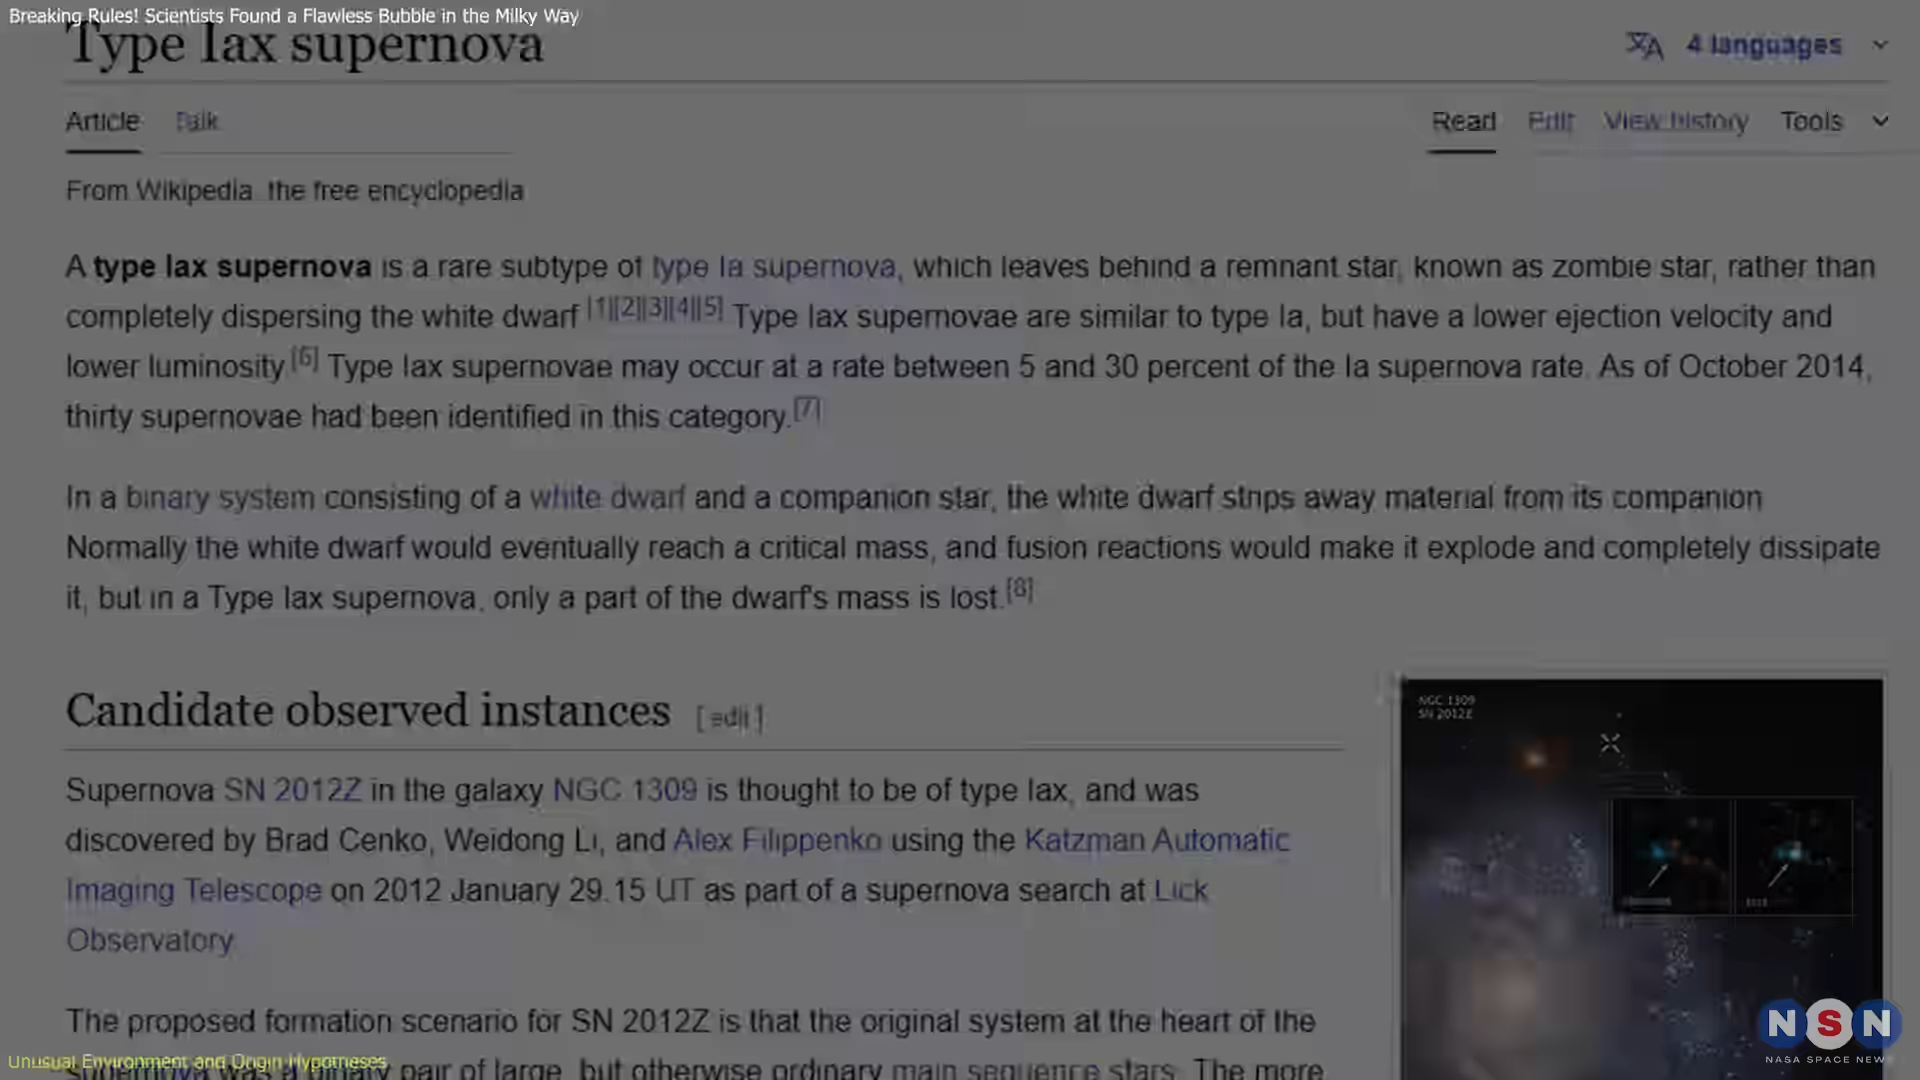 Breaking Rules! Scientists Found a Flawless Bubble in the Milky Way
Type Iax supernova
4 languages
Article Talk
Read Edit View history Tools
From Wikipedia, the free encyclopedia
A type Iax supernova is a rare subtype of type Ia supernova, which leaves behind a remnant star, known as zombie star, rather than
completely dispersing the white dwarf.[1][2][3][4][5] Type Iax supernovae are similar to type Ia, but have a lower ejection velocity and
lower luminosity.[6] Type Iax supernovae may occur at a rate between 5 and 30 percent of the Ia supernova rate. As of October 2014,
thirty supernovae had been identified in this category.[7]
In a binary system consisting of a white dwarf and a companion star, the white dwarf strips away material from its companion.
Normally the white dwarf would eventually reach a critical mass, and fusion reactions would make it explode and completely dissipate
it, but in a Type Iax supernova, only a part of the dwarf's mass is lost.[8]
Candidate observed instances [edit]
NGC 1309
SN 2012Z
Supernova SN 2012Z in the galaxy NGC 1309 is thought to be of type Iax, and was
discovered by Brad Cenko, Weidong Li, and Alex Filippenko using the Katzman Automatic
Imaging Telescope on 2012 January 29.15 UT as part of a supernova search at Lick
Observatory.
The proposed formation scenario for SN 2012Z is that the original system at the heart of the
supernova was a binary pair of large, but otherwise ordinary main sequence stars. The more
Unusual Environment and Origin Hypotheses
NSN
NASA SPACE NEWS